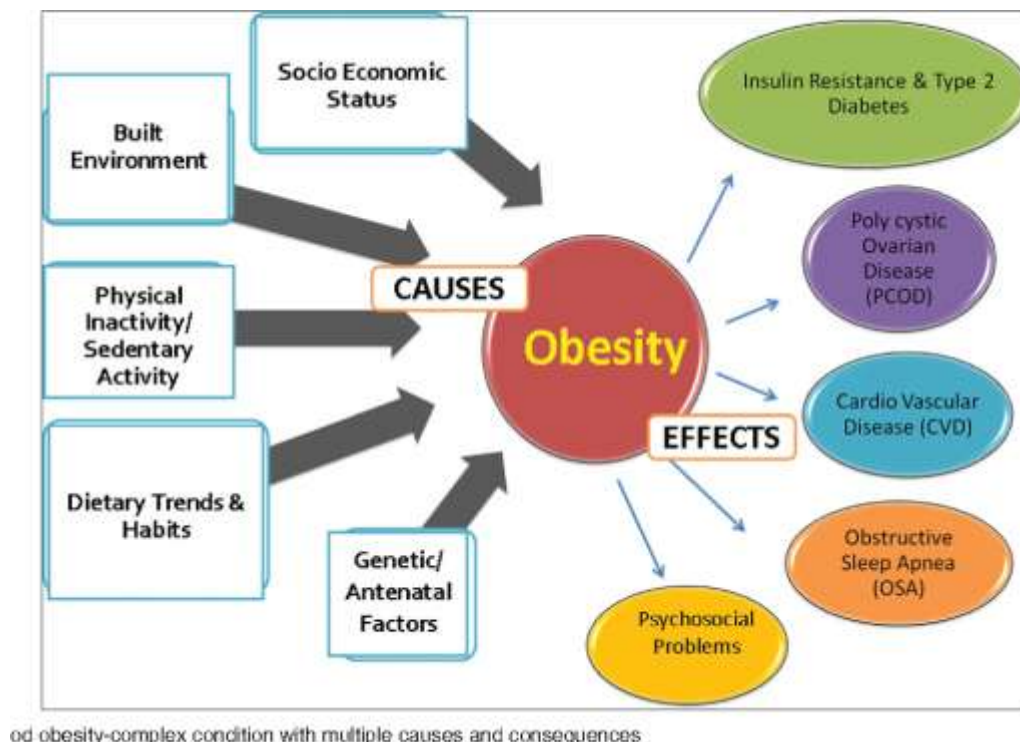 Socio Economic
Status
Built
Environment
Physical
Inactivity/
Sedentary
Activity
Dietary Trends &
Habits
Genetic/
Antenatal
Factors
CAUSES
Obesity
EFFECTS
Insulin Resistance & Type 2
Diabetes
Poly cystic
Ovarian
Disease
(PCOD)
Cardio Vascular
Disease (CVD)
Obstructive
Sleep Apnea
(OSA)
Psychosocial
Problems
od obesity-complex condition with multiple causes and consequences